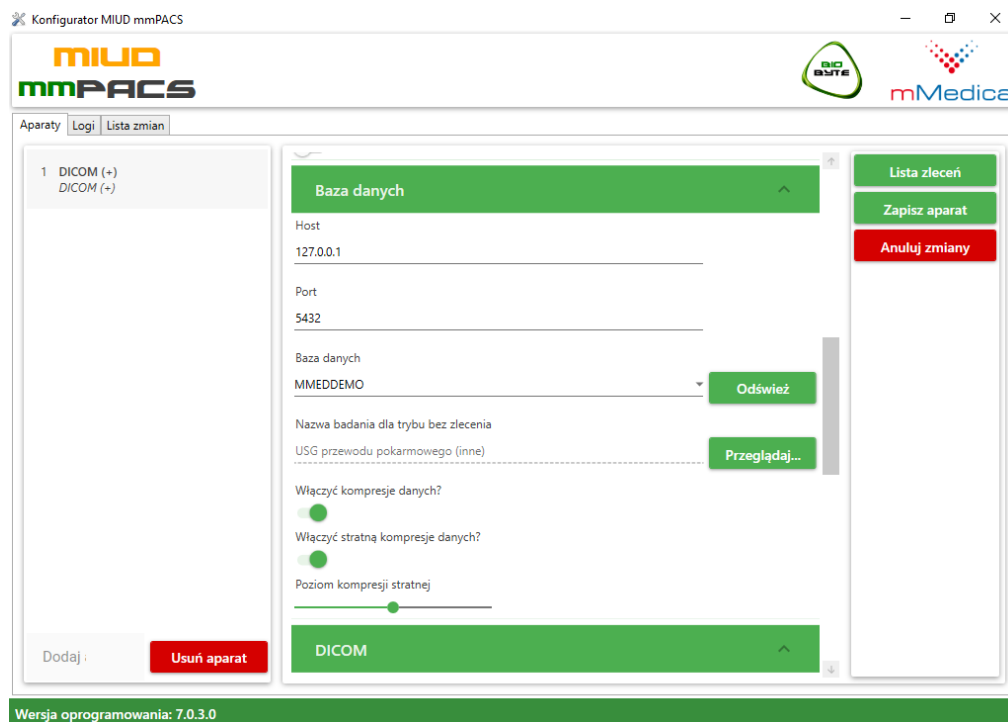 Konfigurator MIUD mmPACS
MIUD
mmPACS
BIO
BYTE
mMedica
Aparaty Logi Lista zmian
1 DICOM (+)
DICOM (+)
Dodaj
Usuń aparat
Baza danych
Host
127.0.0.1
Port
5432
Baza danych
MMEDDEMO
Odśwież
Nazwa badania dla trybu bez zlecenia
USG przewodu pokarmowego (inne)
Przeglądaj...
Włączyć kompresje danych?
Włączyć stratną kompresje danych?
Poziom kompresji stratnej
DICOM
Lista zleceń
Zapisz aparat
Anuluj zmiany
Wersja oprogramowania: 7.0.3.0